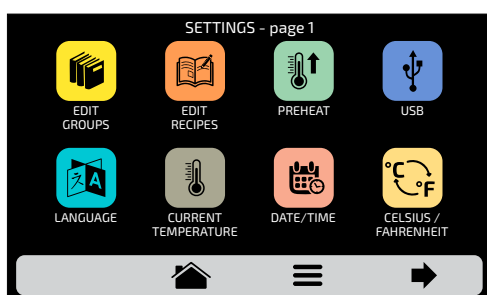 SETTINGS - page 1
EDIT
GROUPS
EDIT
RECIPES
PREHEAT
USB
LANGUAGE
CURRENT
TEMPERATURE
DATE/TIME
CELSIUS /
FAHRENHEIT
A
°C
°F